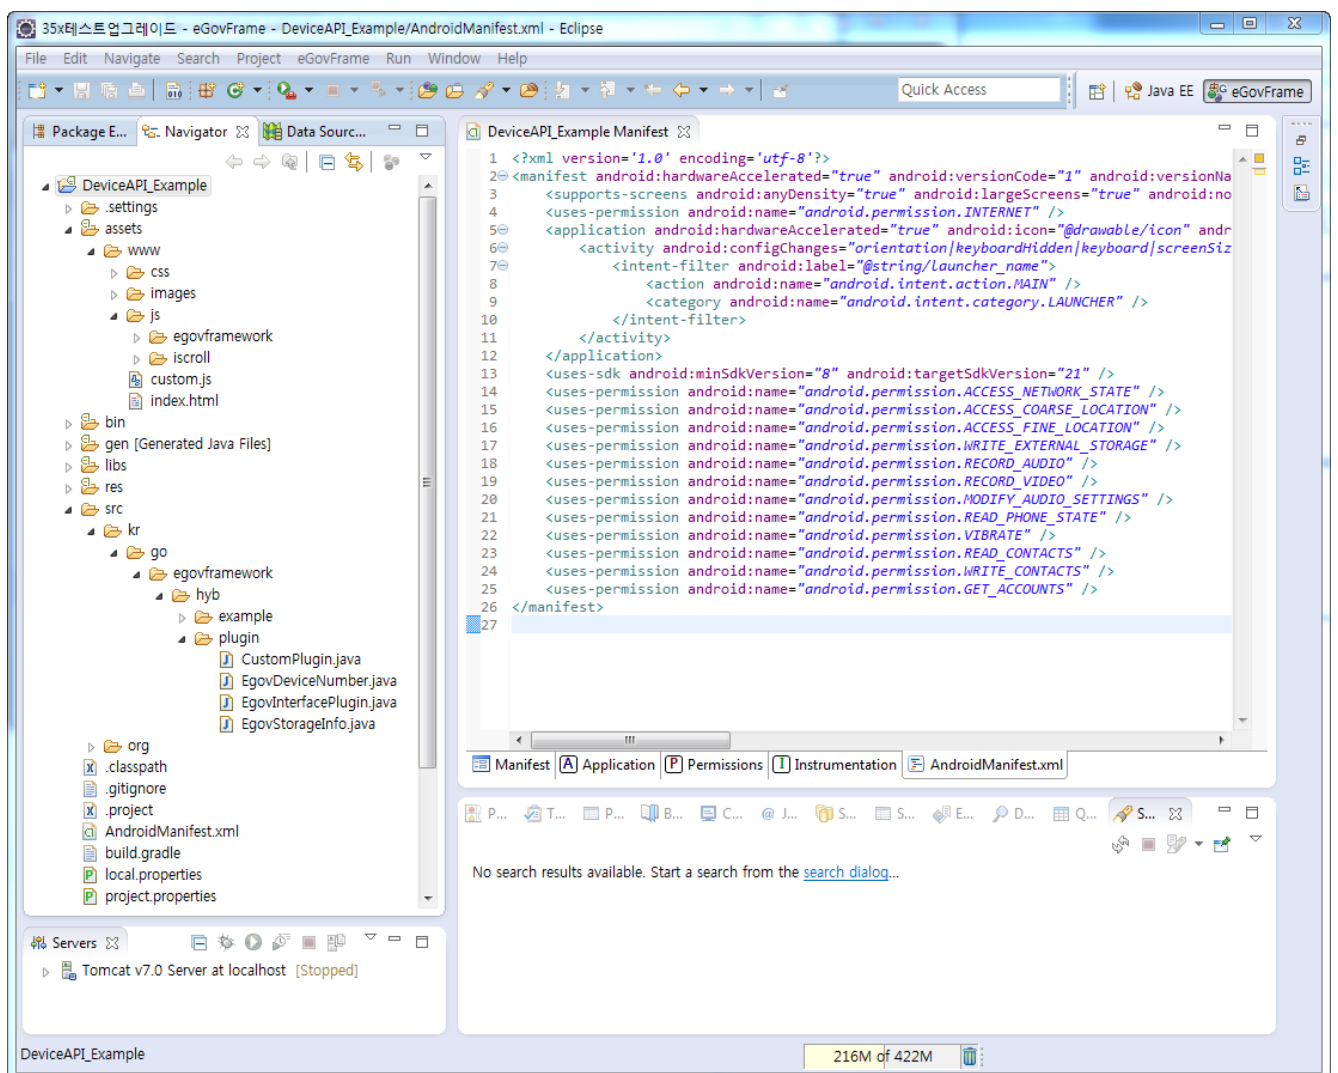 35x테스트업그레이드 - eGovFrame - DeviceAPI_Example/AndroidManifest.xml - Eclipse
File Edit Navigate Search Project eGovFrame Run Window Help
Quick Access
Java EE
eGovFrame
Package E...
Navigator
Data Sourc...
DeviceAPI_Example
.settings
assets
www
css
images
js
egovframework
iscroll
custom.js
index.html
bin
gen [Generated Java Files]
libs
res
src
kr
go
egovframework
hyb
example
plugin
CustomPlugin.java
EgovDeviceNumber.java
EgovInterfacePlugin.java
EgovStorageInfo.java
org
.classpath
.gitignore
.project
AndroidManifest.xml
build.gradle
local.properties
project.properties
DeviceAPI_Example Manifest
1 <?xml version='1.0' encoding='utf-8'?>
2 <manifest android:hardwareAccelerated="true" android:versionCode="1" android:versionNa
3 <supports-screens android:anyDensity="true" android:largeScreens="true" android:no
4 <uses-permission android:name="android.permission.INTERNET" />
5 <application android:hardwareAccelerated="true" android:icon="@drawable/icon" andr
6 <activity android:configChanges="orientation|keyboardHidden|keyboard|screenSiz
7 <intent-filter android:label="@string/launcher_name">
8 <action android:name="android.intent.action.MAIN" />
9 <category android:name="android.intent.category.LAUNCHER" />
10 </intent-filter>
11 </activity>
12 </application>
13 <uses-sdk android:minSdkVersion="8" android:targetSdkVersion="21" />
14 <uses-permission android:name="android.permission.ACCESS_NETWORK_STATE" />
15 <uses-permission android:name="android.permission.ACCESS_COARSE_LOCATION" />
16 <uses-permission android:name="android.permission.ACCESS_FINE_LOCATION" />
17 <uses-permission android:name="android.permission.WRITE_EXTERNAL_STORAGE" />
18 <uses-permission android:name="android.permission.RECORD_AUDIO" />
19 <uses-permission android:name="android.permission.RECORD_VIDEO" />
20 <uses-permission android:name="android.permission.MODIFY_AUDIO_SETTINGS" />
21 <uses-permission android:name="android.permission.READ_PHONE_STATE" />
22 <uses-permission android:name="android.permission.VIBRATE" />
23 <uses-permission android:name="android.permission.READ_CONTACTS" />
24 <uses-permission android:name="android.permission.WRITE_CONTACTS" />
25 <uses-permission android:name="android.permission.GET_ACCOUNTS" />
26 </manifest>
27
Manifest
A Application
P Permissions
I Instrumentation
AndroidManifest.xml
P... T... P... B... C... @ J... S... S... E... D... Q... S...
No search results available. Start a search from the search dialog...
Servers
Tomcat v7.0 Server at localhost [Stopped]
DeviceAPI_Example
216M of 422M